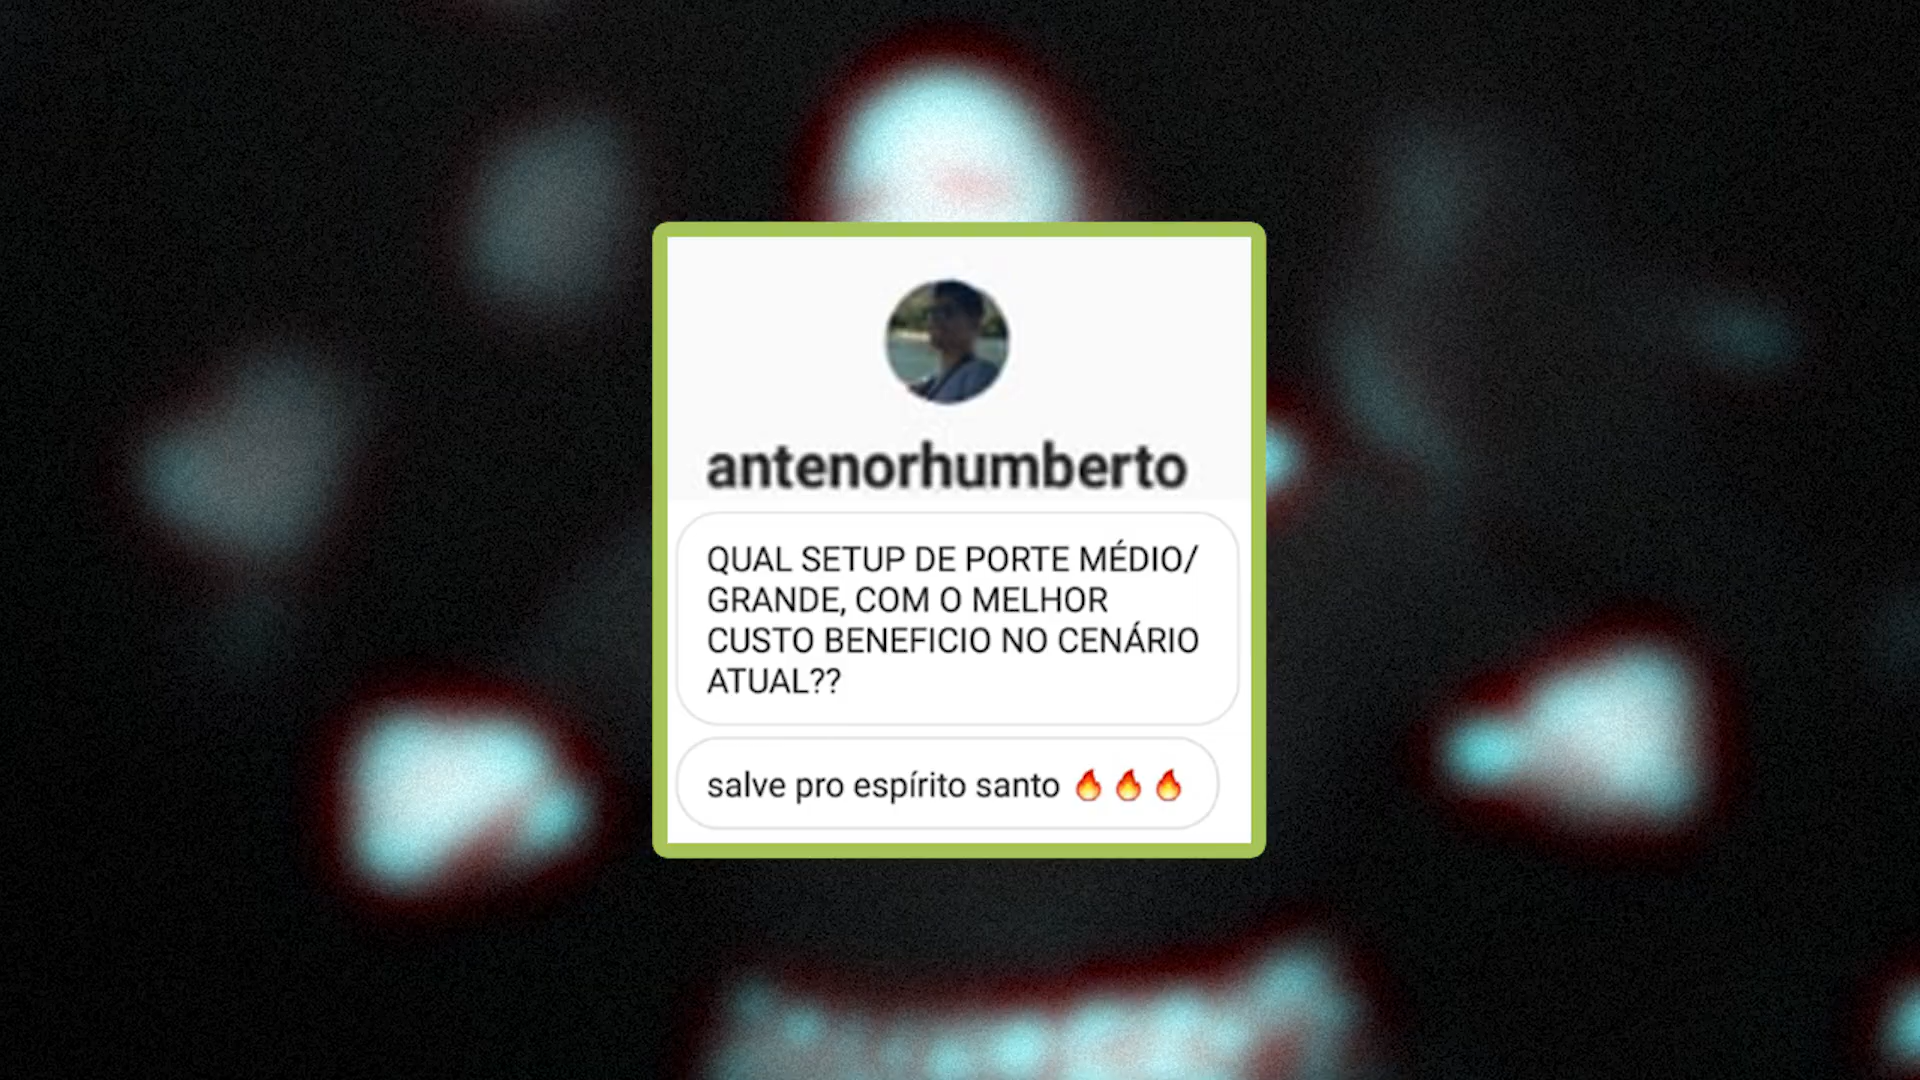 antenorhumberto
QUAL SETUP DE PORTE MÉDIO/
GRANDE, COM O MELHOR
CUSTO BENEFICIO NO CENÁRIO
ATUAL??
salve pro espírito santo 🔥🔥🔥